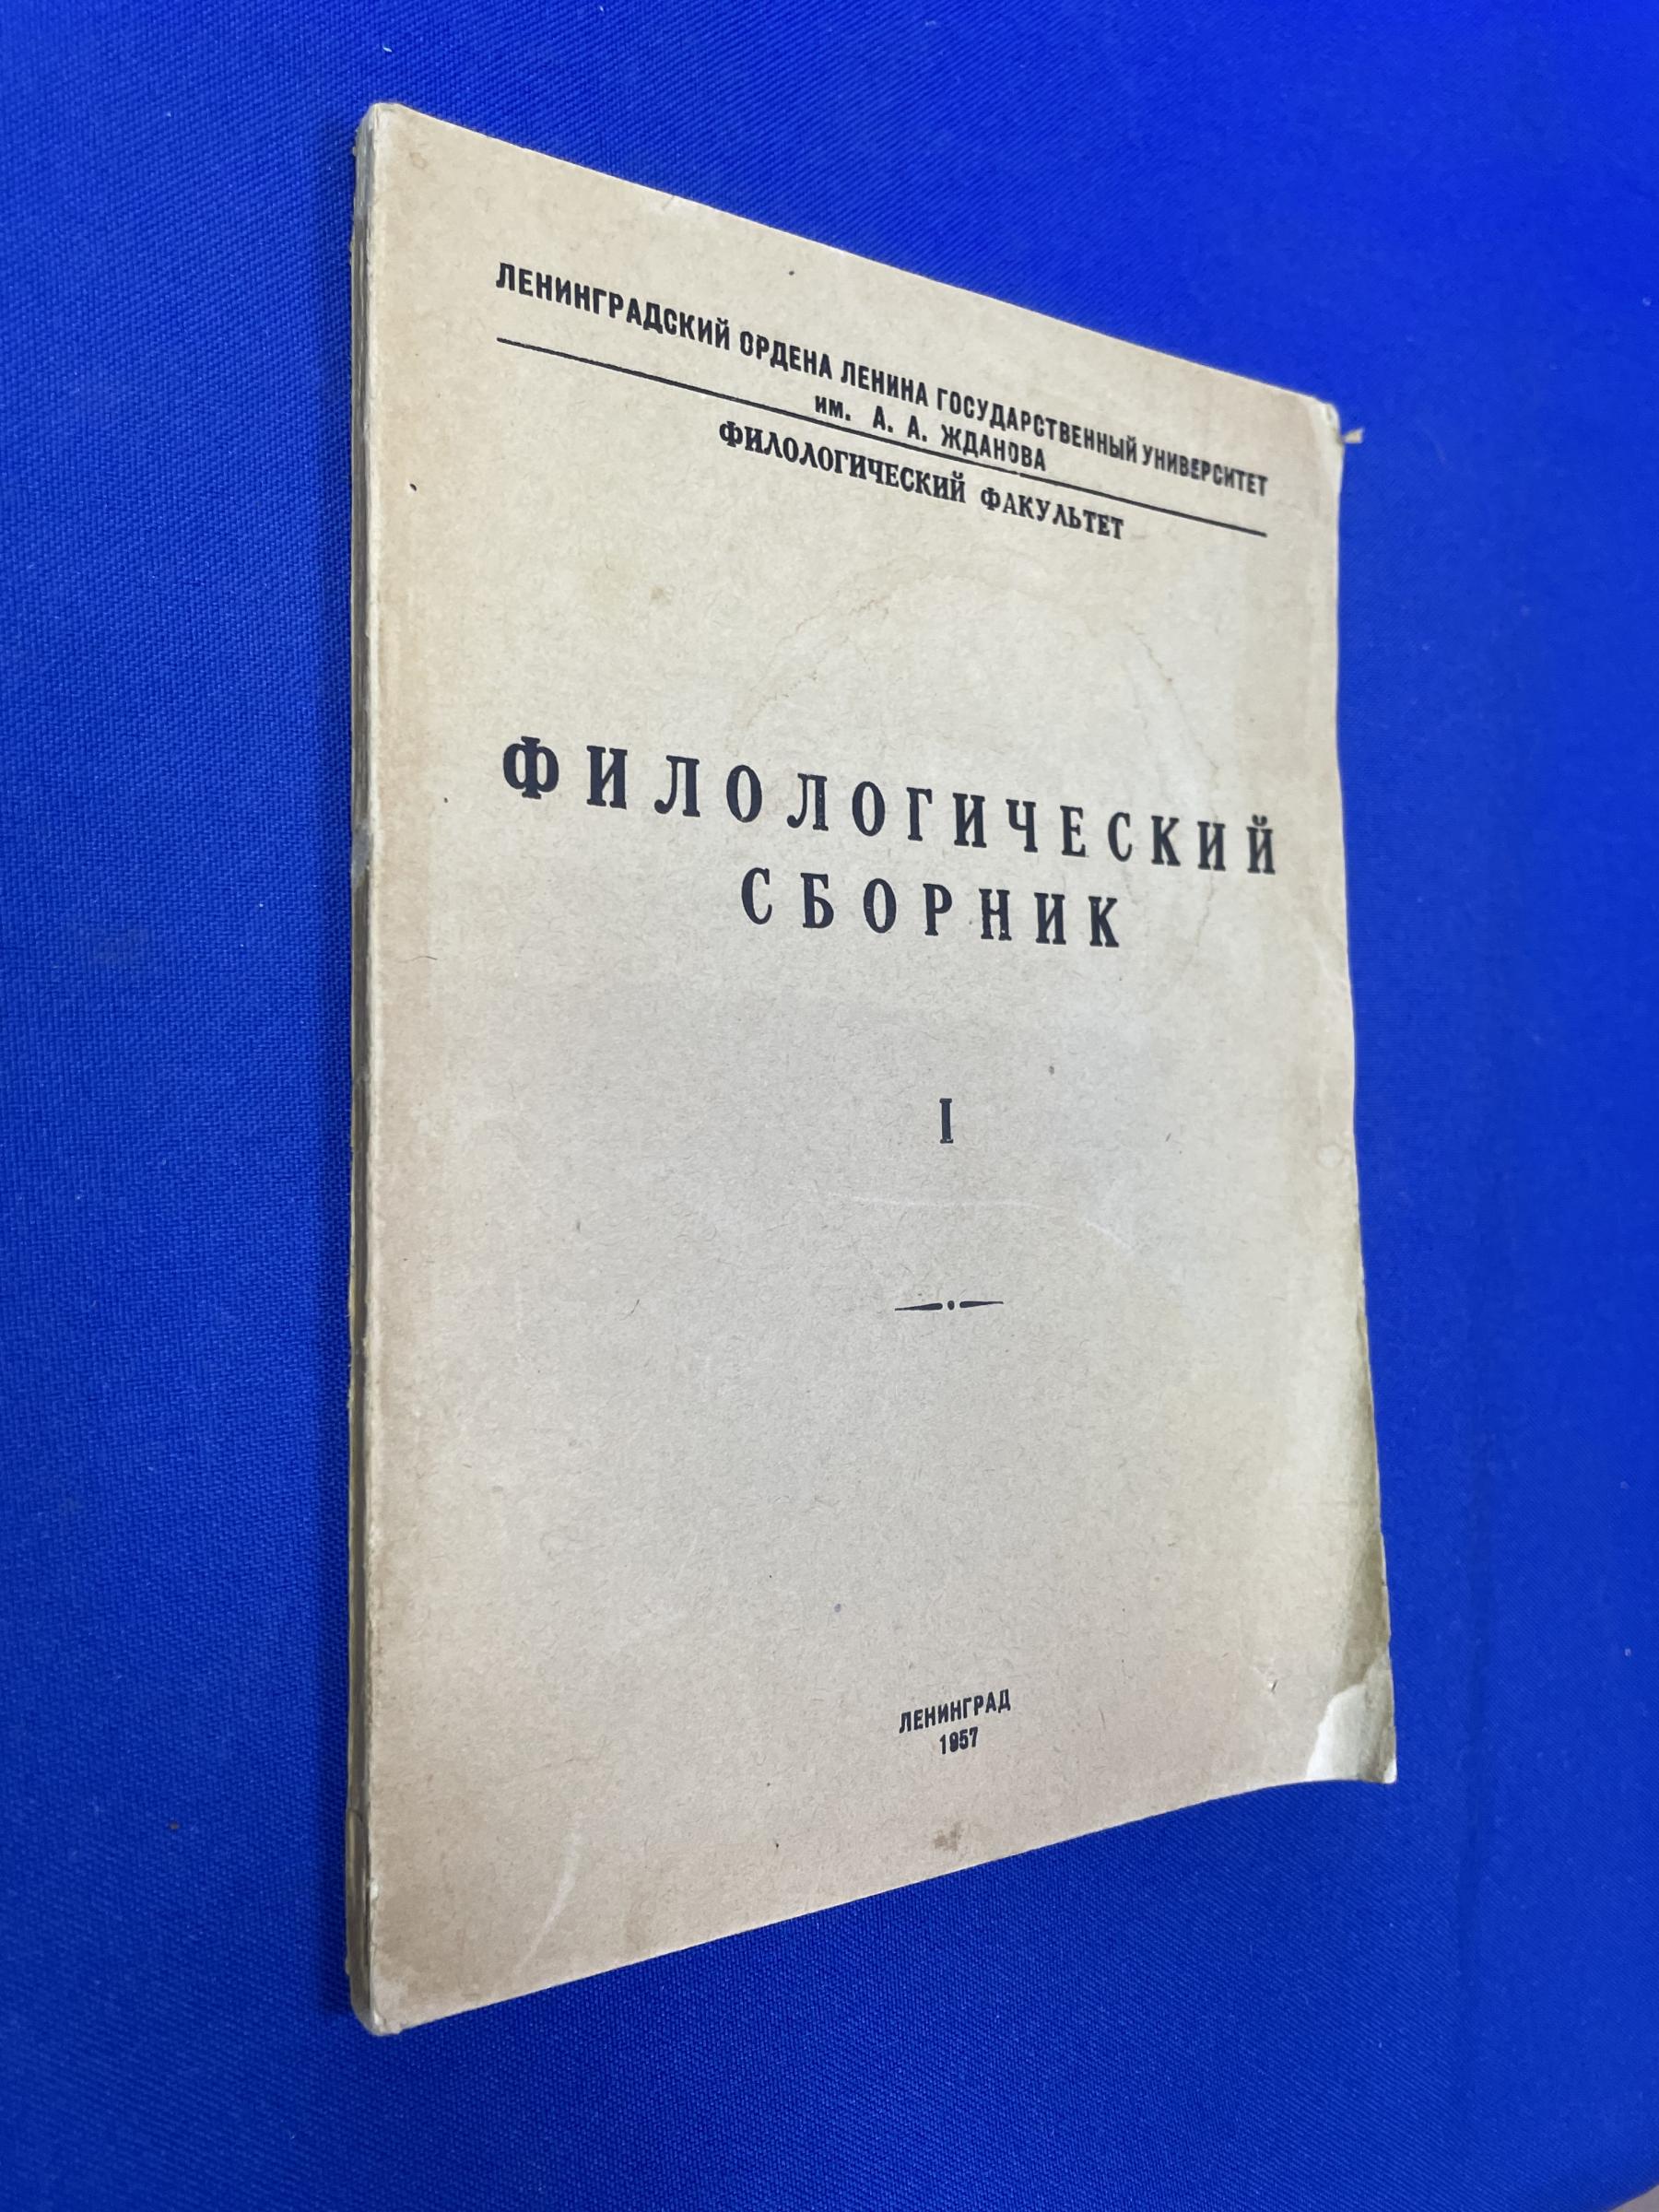 ЛЕНИНГРАДСКИЙ ОРДЕНА ЛЕНИНА ГОСУДАРСТВЕННЫЙ УНИВЕРСИТЕТ
им. А. А. ЖДАНОВА
ФИЛОЛОГИЧЕСКИЙ ФАКУЛЬТЕТ
ФИЛОЛОГИЧЕСКИЙ
СБОРНИК
I
ЛЕНИНГРАД
1957